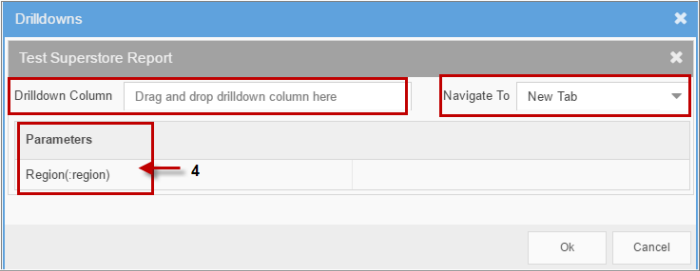 Drilldowns
Test Superstore Report
Drilldown Column Drag and drop drilldown column here Navigate To New Tab
Parameters
Region(:region) 4
Ok Cancel